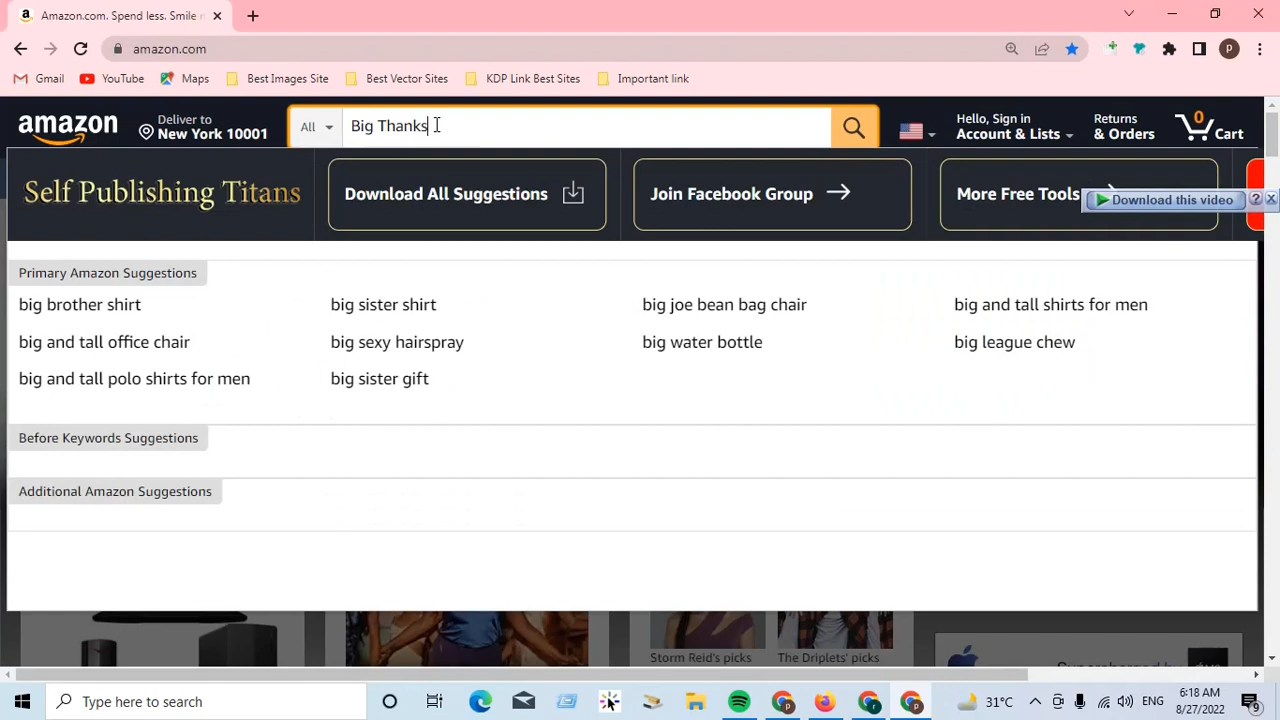 Amazon.com. Spend less. Smile
amazon.com
Gmail
YouTube
Maps
Best Images Site
Best Vector Sites
KDP Link Best Sites
Important link
amazon
Deliver to
New York 10001
All
Big Thanks
Hello, Sign in
Account & Lists
Returns
& Orders
0
Cart
Self Publishing Titans
Download All Suggestions
Join Facebook Group
More Free Tools
Download this video
Primary Amazon Suggestions
big brother shirt
big sister shirt
big joe bean bag chair
big and tall shirts for men
big and tall office chair
big sexy hairspray
big water bottle
big league chew
big and tall polo shirts for men
big sister gift
Before Keywords Suggestions
Additional Amazon Suggestions
Storm Reid's picks
The Driplets' picks
Type here to search
31°C
ENG
6:18 AM
8/27/2022
9